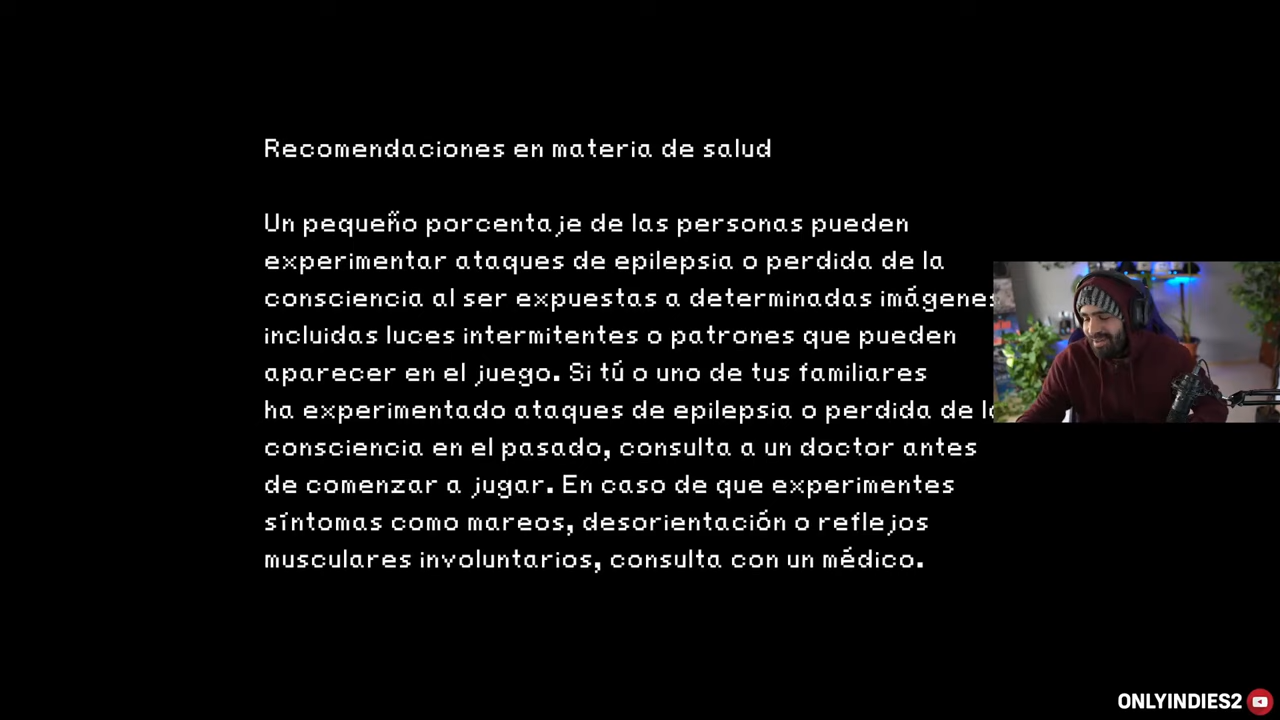 Recomendaciones en materia de salud
Un pequeño porcentaje de las personas pueden
experimentar ataques de epilepsia o perdida de la
consciencia al ser expuestas a determinadas imágenes
incluidas luces intermitentes o patrones que pueden
aparecer en el juego. Si tú o uno de tus familiares
ha experimentado ataques de epilepsia o perdida de la
consciencia en el pasado, consulta a un doctor antes
de comenzar a jugar. En caso de que experimentes
síntomas como mareos, desorientación o reflejos
musculares involuntarios, consulta con un médico.
ONLYINDIES2